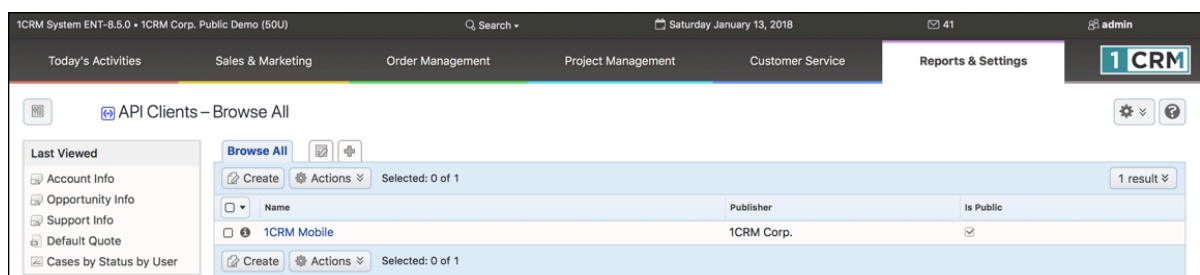 1CRM System ENT-8.5.0 • 1CRM Corp. Public Demo (50U) Search Saturday January 13, 2018 41 admin
Today's Activities Sales & Marketing Order Management Project Management Customer Service Reports & Settings 1 CRM
API Clients – Browse All
Last Viewed
Account Info
Opportunity Info
Support Info
Default Quote
Cases by Status by User
Browse All
Create Actions Selected: 0 of 1 1 result
Name Publisher Is Public
1CRM Mobile 1CRM Corp.
Create Actions Selected: 0 of 1